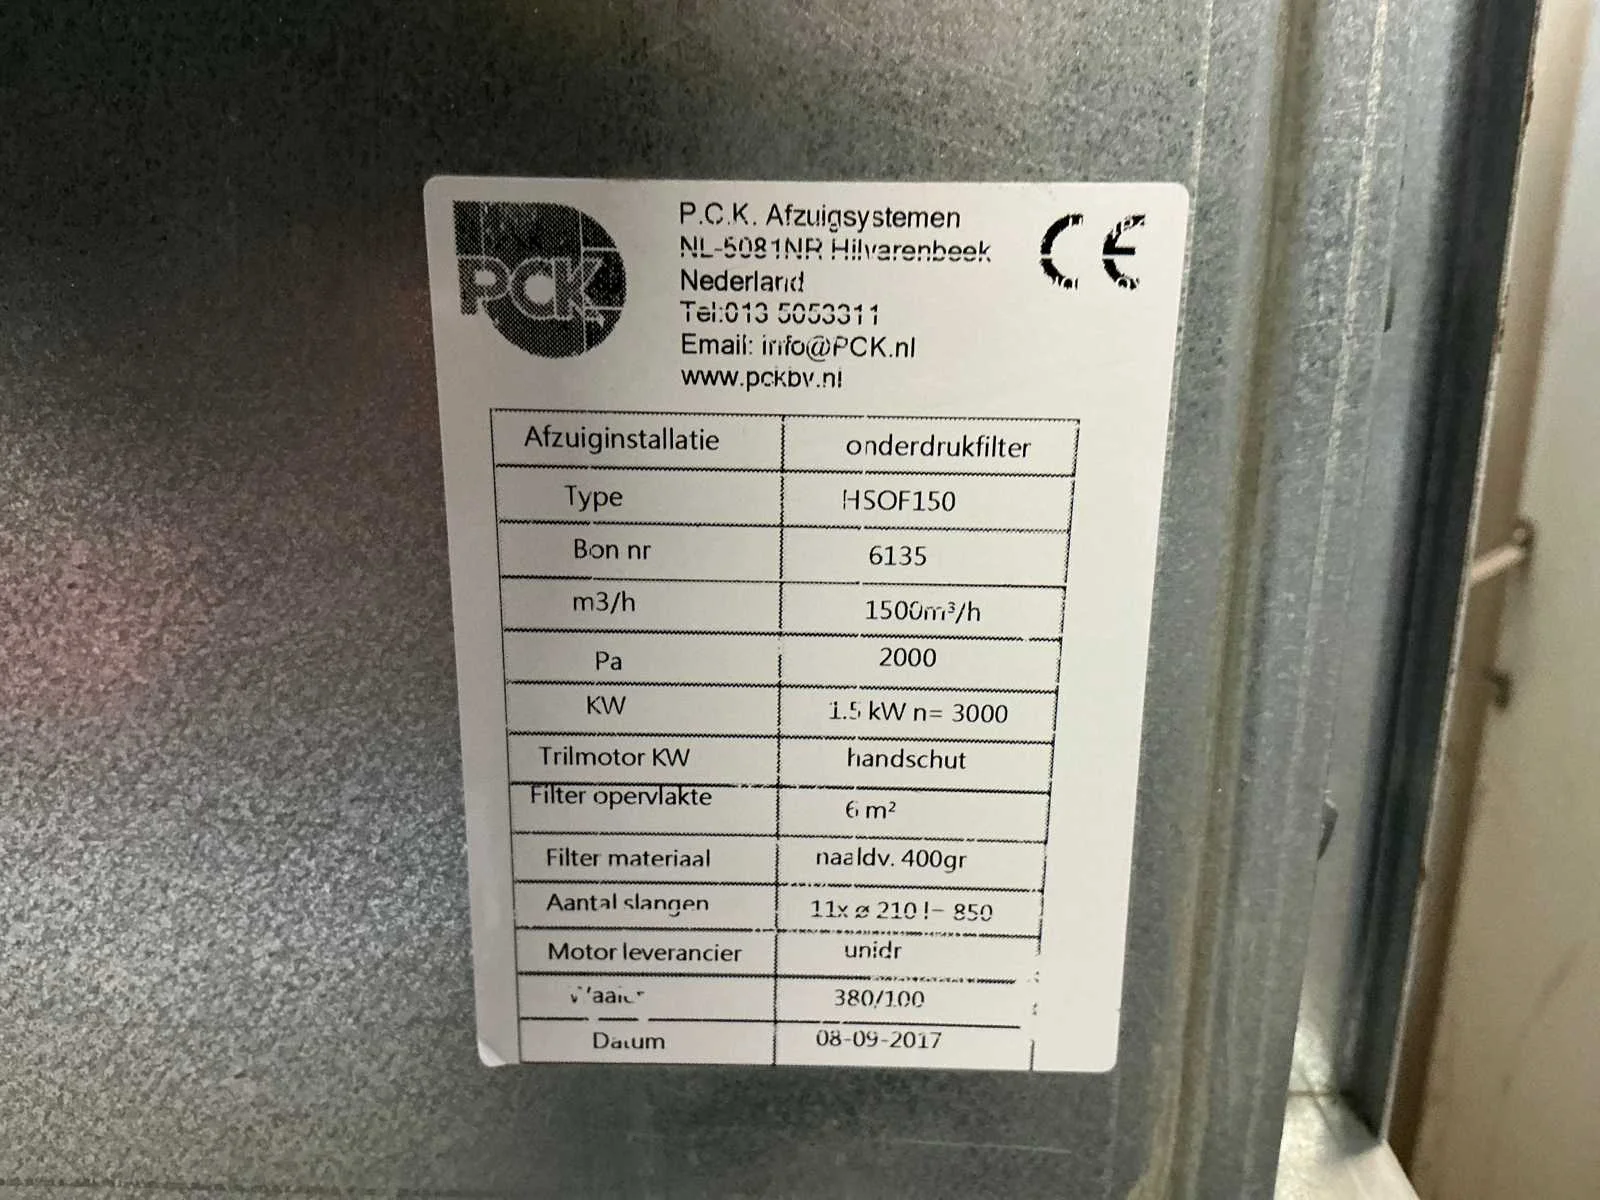 PCK
P.C.K. Afzuigsystemen
NL-5081NR Hilvarenbeek
Nederland
Tel:013 5053311
Email: info@PCK.nl
www.pckbv.nl
CE
Afzuiginstallatie onderdrukfilter
Type HSOF150
Bon nr 6135
m3/h 1500m³/h
Pa 2000
KW 1.5 kW n= 3000
Trilmotor KW handschut
Filter opervlakte 6 m²
Filter materiaal naaldv. 400gr
Aantal slangen 11x ø 210 l- 850
Motor leverancier unidr
380/100
Datum 08-09-2017